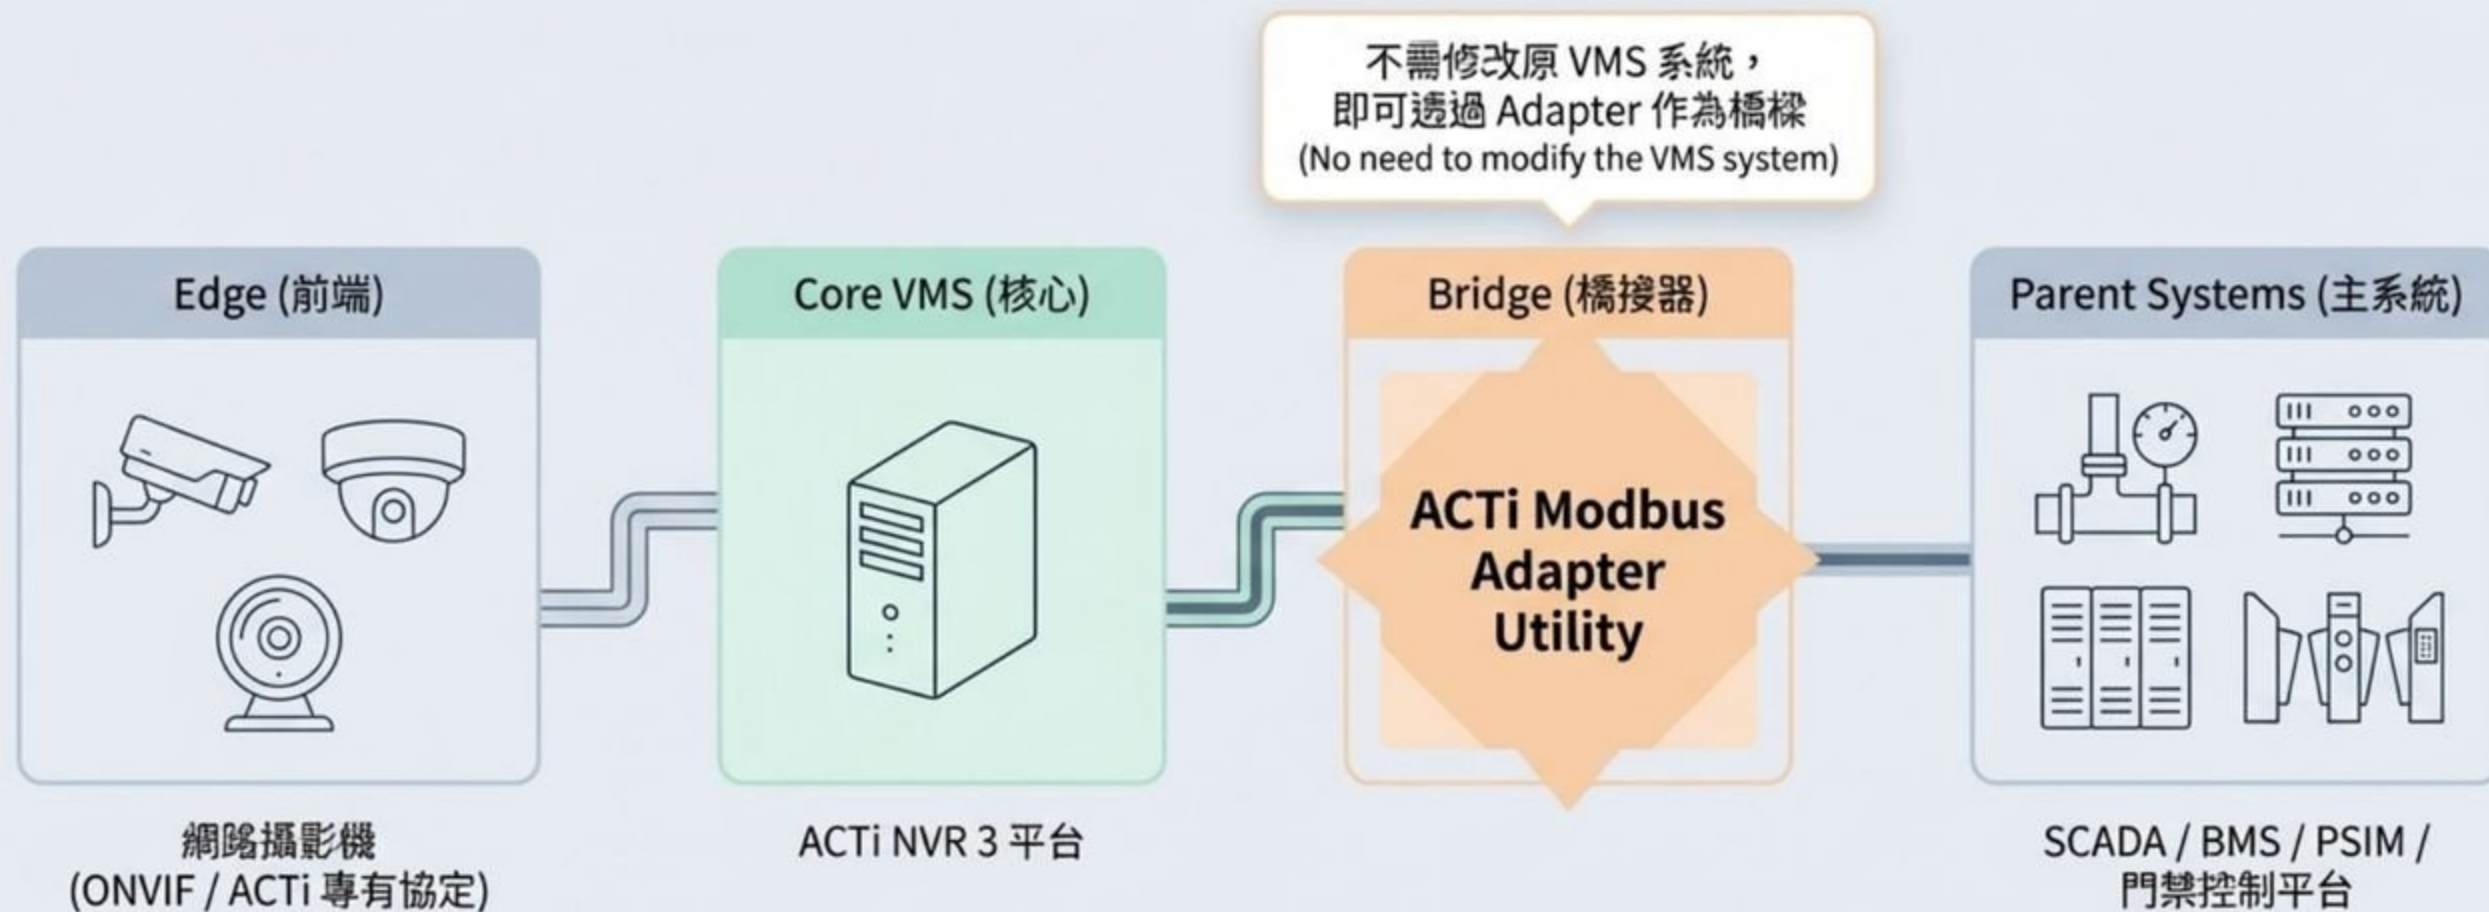 不需修改原 VMS 系統，
即可透過 Adapter 作為橋樑
(No need to modify the VMS system)
Edge (前端)
Core VMS (核心)
Bridge (橋接器)
Parent Systems (主系統)
ACTi Modbus
Adapter
Utility
網路攝影機
(ONVIF / ACTi 專有協定)
ACTi NVR 3 平台
SCADA / BMS / PSIM /
門禁控制平台